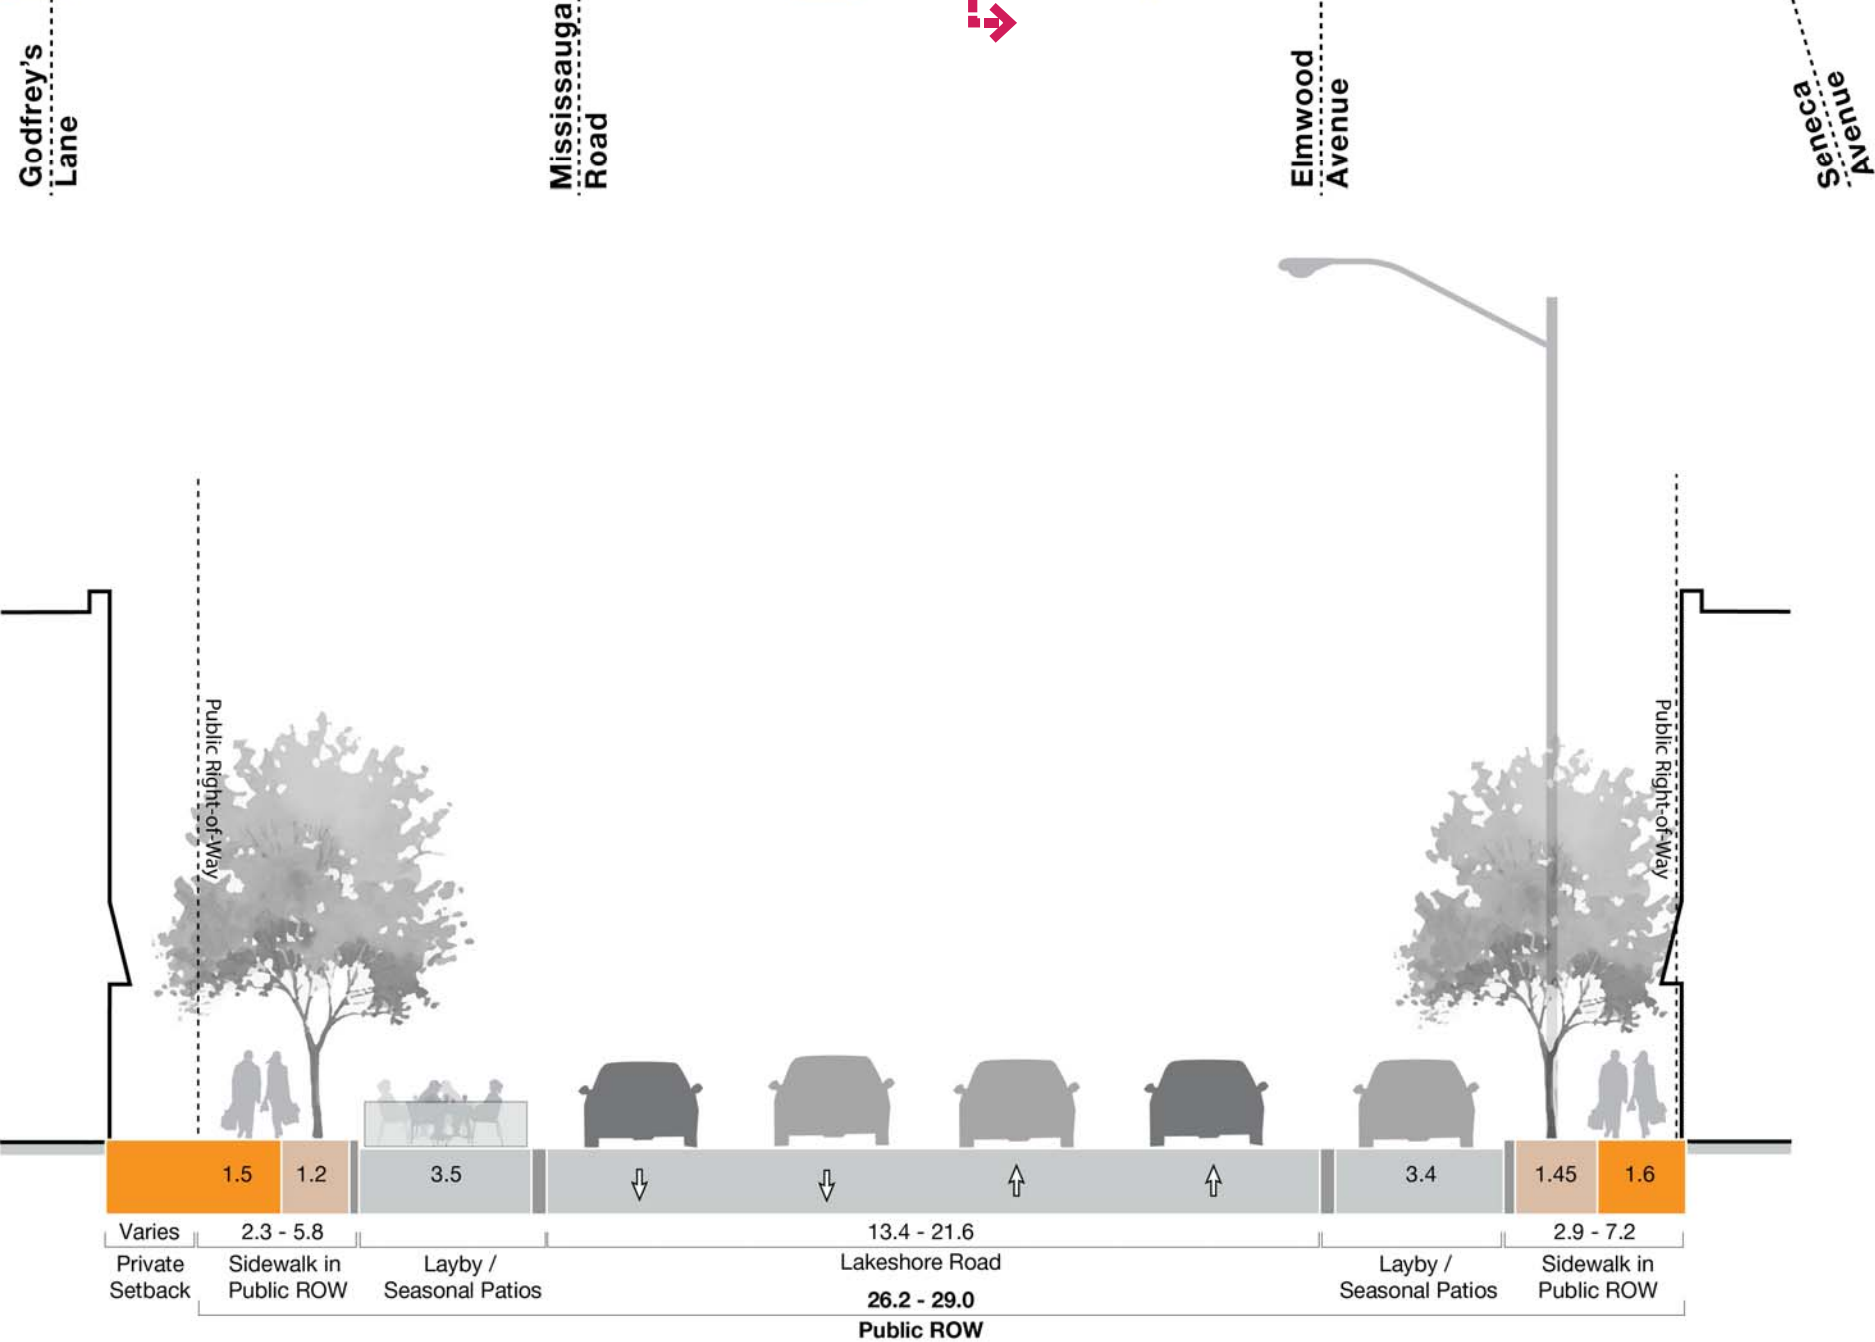 Godfrey's
Lane
Mississauga
Road
Elmwood
Avenue
Seneca
Avenue
Public Right-of-Way
Public Right-of-Way
1.5
1.2
3.5
3.4
1.45
1.6
Varies
2.3 - 5.8
13.4 - 21.6
2.9 - 7.2
Private
Setback
Sidewalk in
Public ROW
Layby /
Seasonal Patios
Lakeshore Road
Layby /
Seasonal Patios
Sidewalk in
Public ROW
26.2 - 29.0
Public ROW